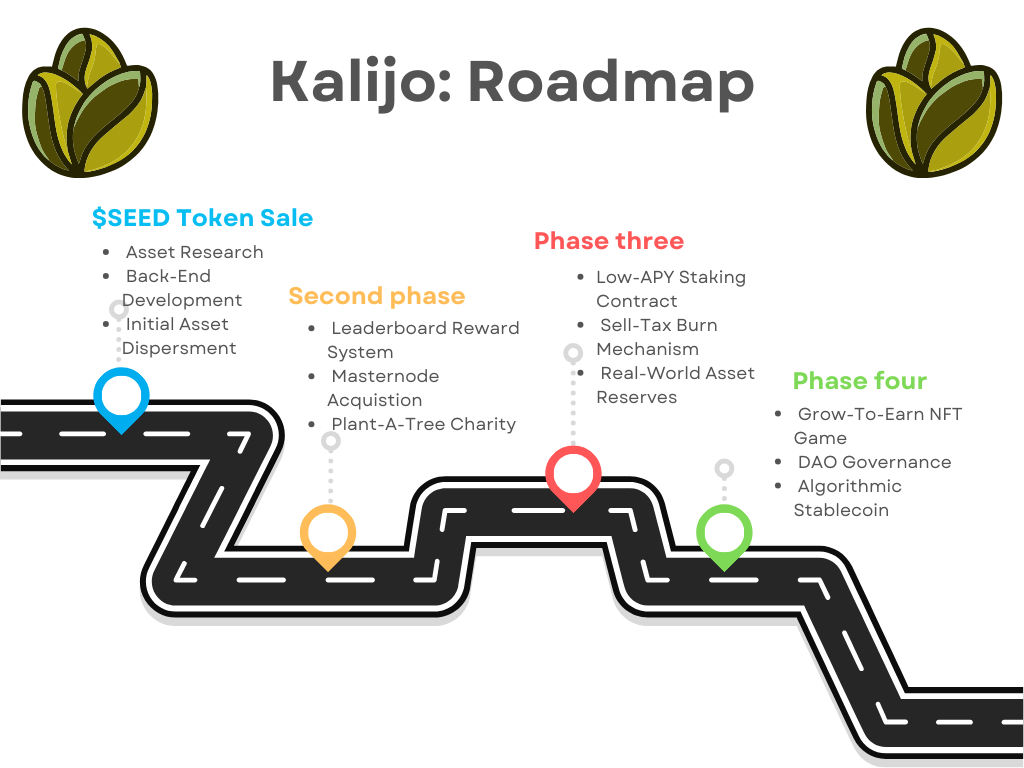 Kalijo: Roadmap
$SEED Token Sale
• Asset Research
• Back-End
Development
• Initial Asset
Dispersment
Second phase
• Leaderboard Reward
System
• Masternode
Acquistion
• Plant-A-Tree Charity
Phase three
• Low-APY Staking
Contract
• Sell-Tax Burn
Mechanism
• Real-World Asset
Reserves
Phase four
• Grow-To-Earn NFT
Game
• DAO Governance
• Algorithmic
Stablecoin